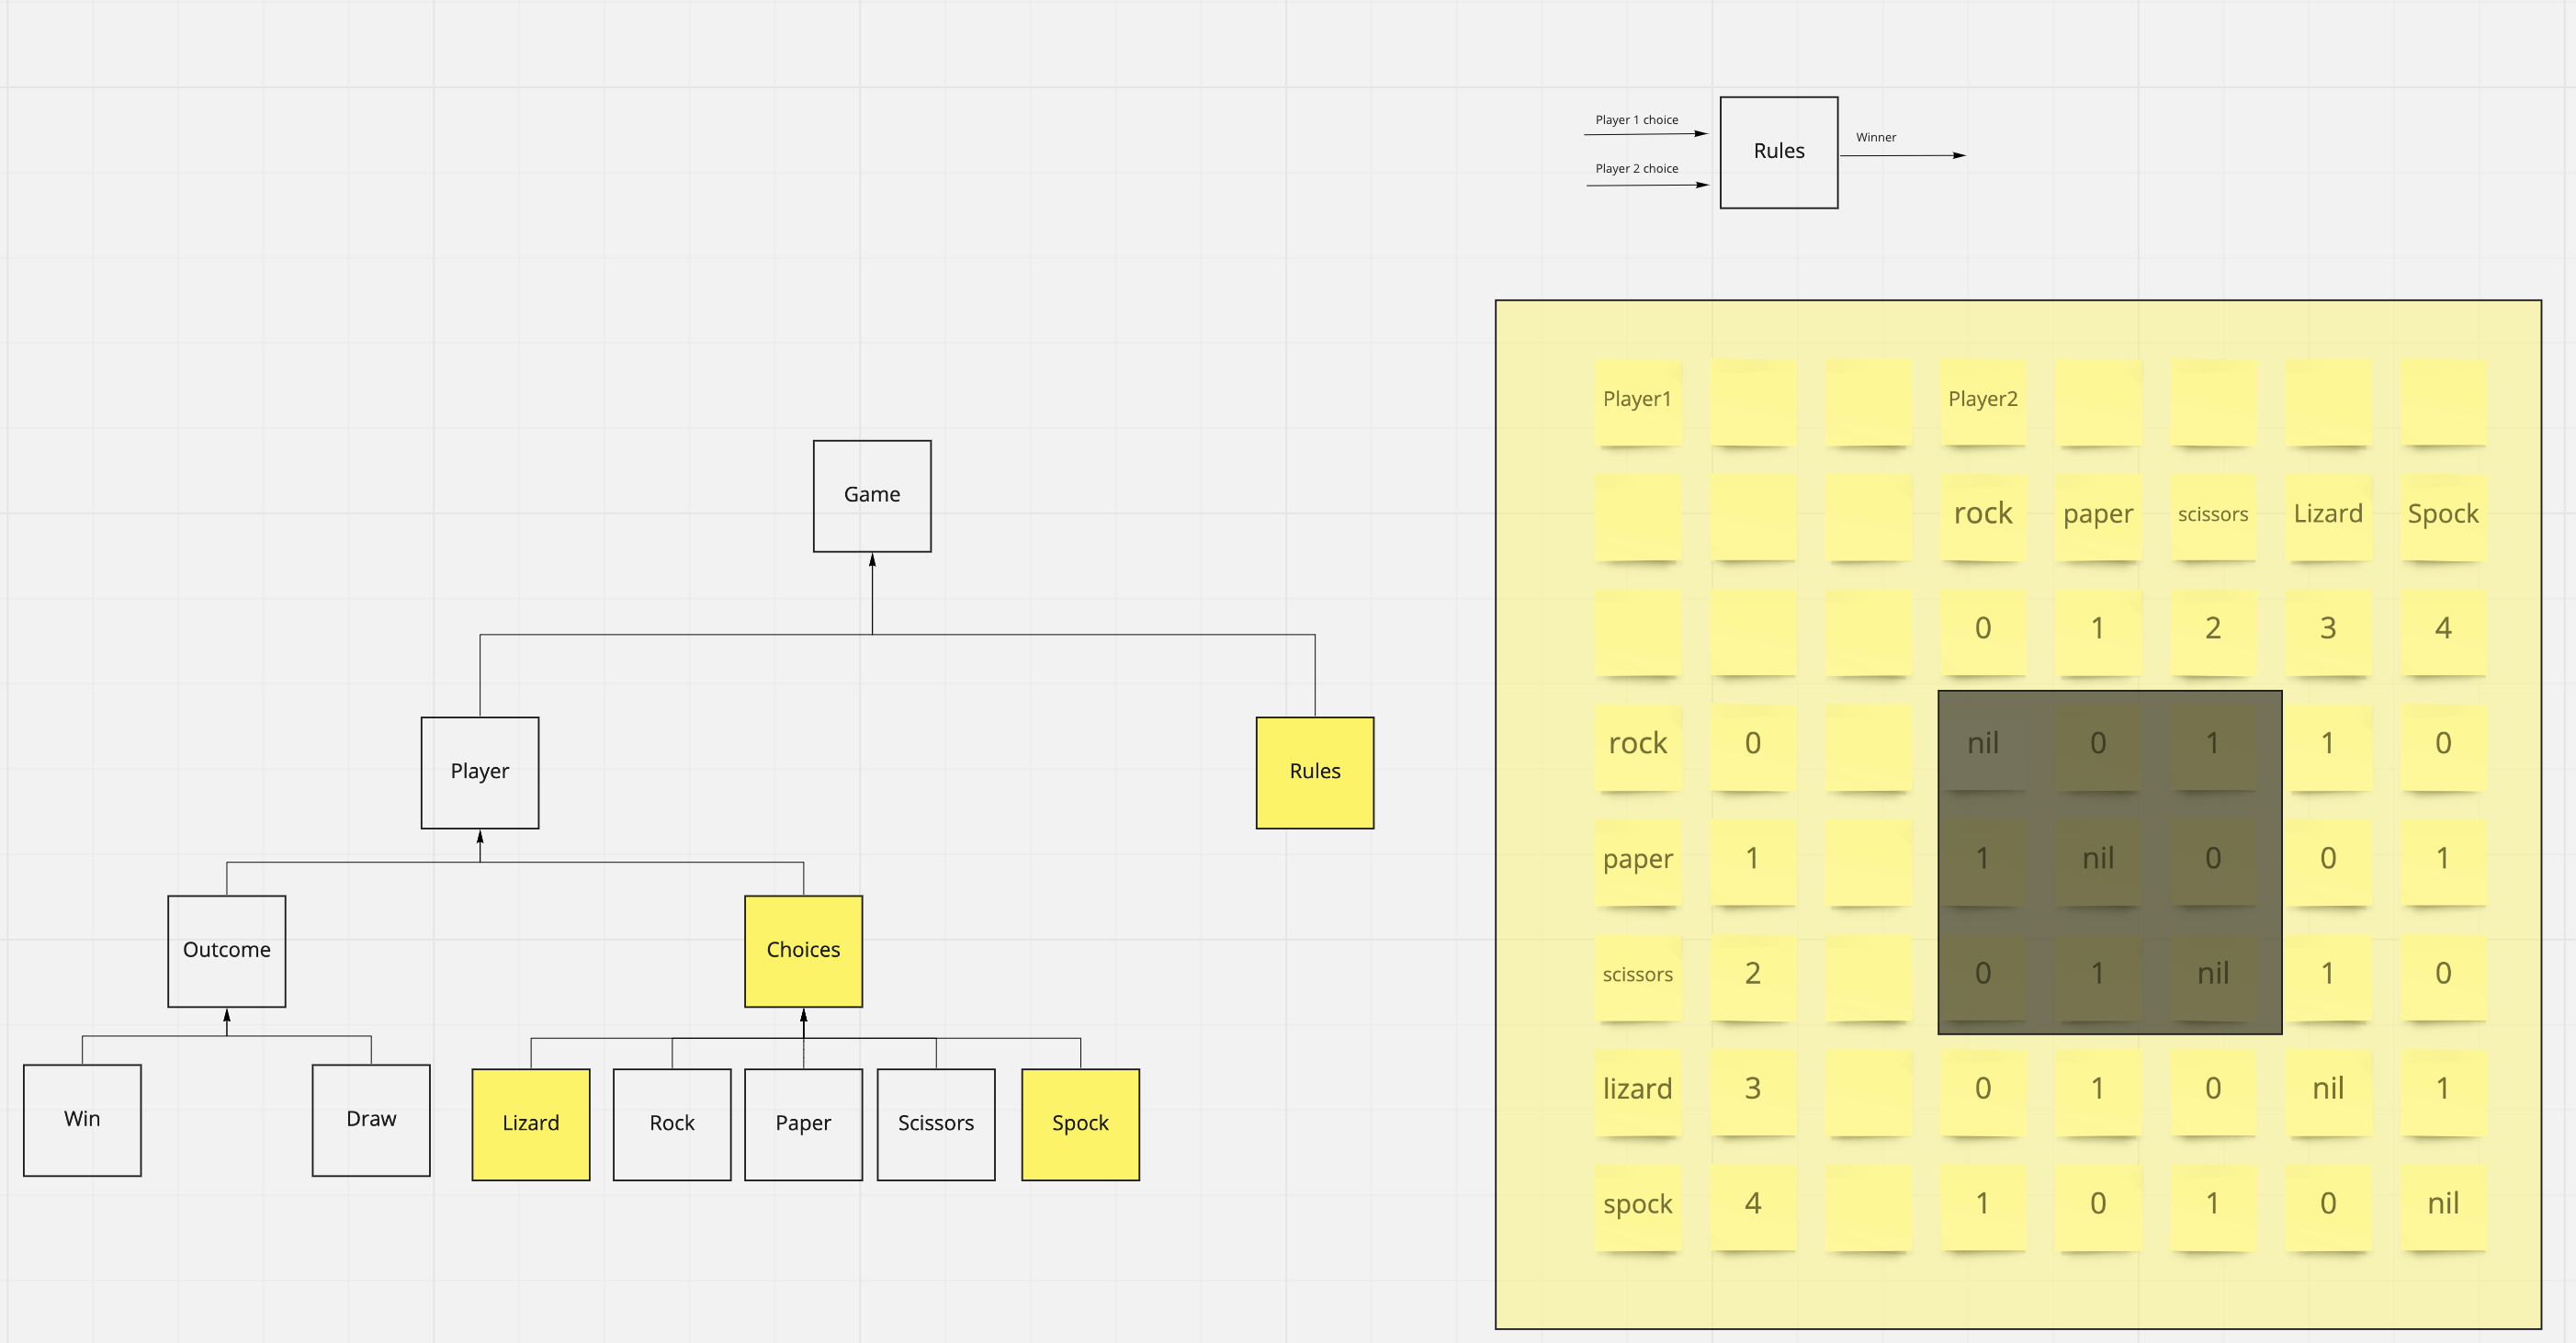 Player 1 choice
Player 2 choice
Rules
Winner
Game
Player
Rules
Outcome
Choices
Win
Draw
Lizard
Rock
Paper
Scissors
Spock
Player1 Player2
rock paper scissors Lizard Spock
0 1 2 3 4
rock 0 nil 0 1 1 0
paper 1 1 nil 0 0 1
scissors 2 0 1 nil 1 0
lizard 3 0 1 0 nil 1
spock 4 1 0 1 0 nil